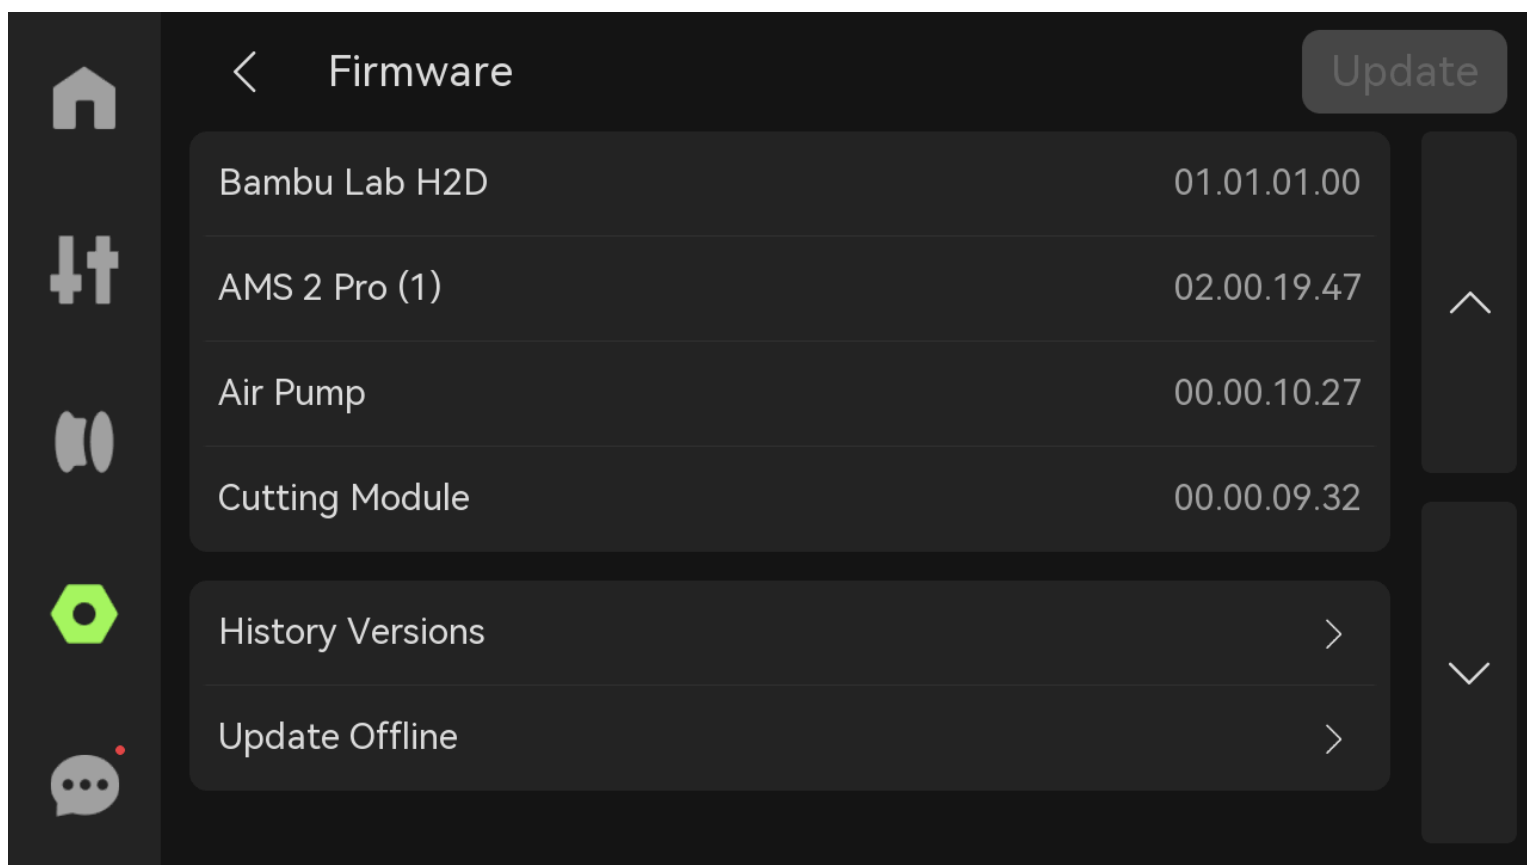 Firmware
Update
Bambu Lab H2D 01.01.01.00
AMS 2 Pro (1) 02.00.19.47
Air Pump 00.00.10.27
Cutting Module 00.00.09.32
History Versions
Update Offline